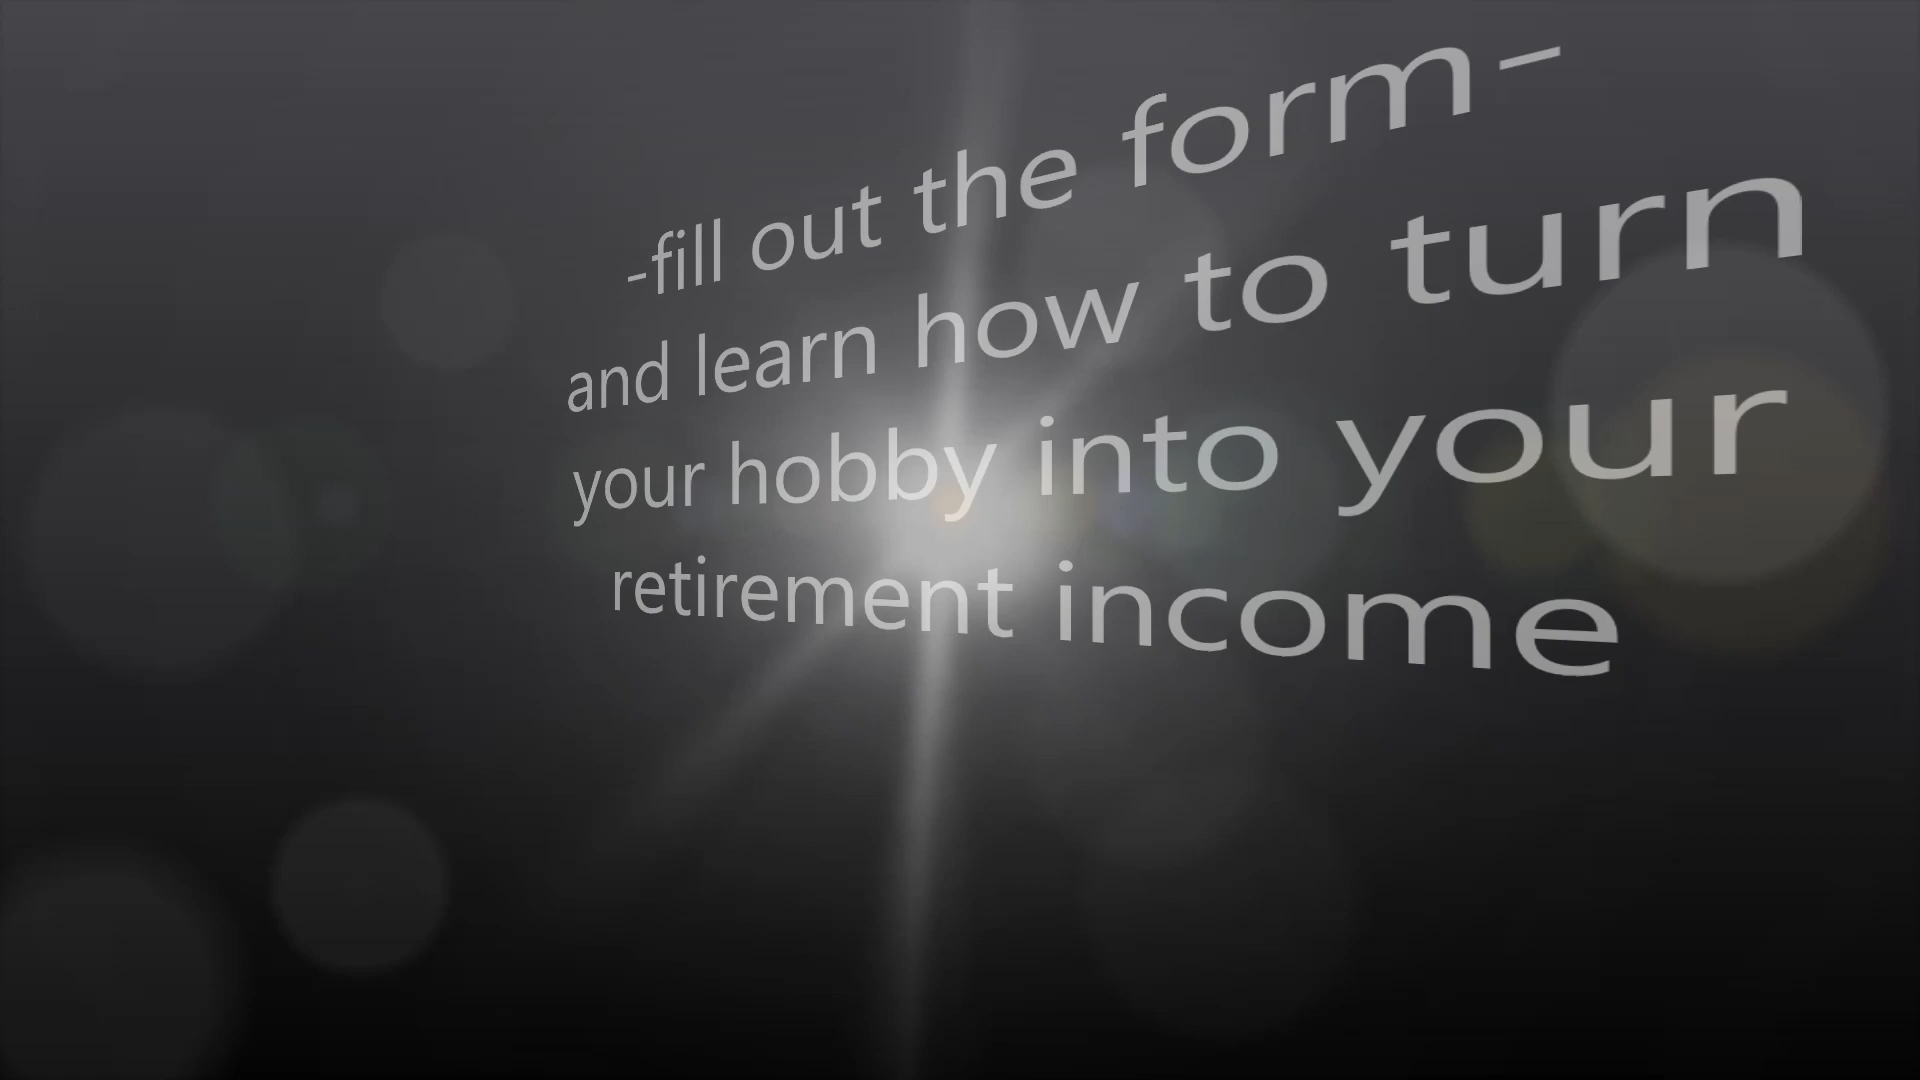 -fill out the form-
and learn how to turn
your hobby into your
retirement income